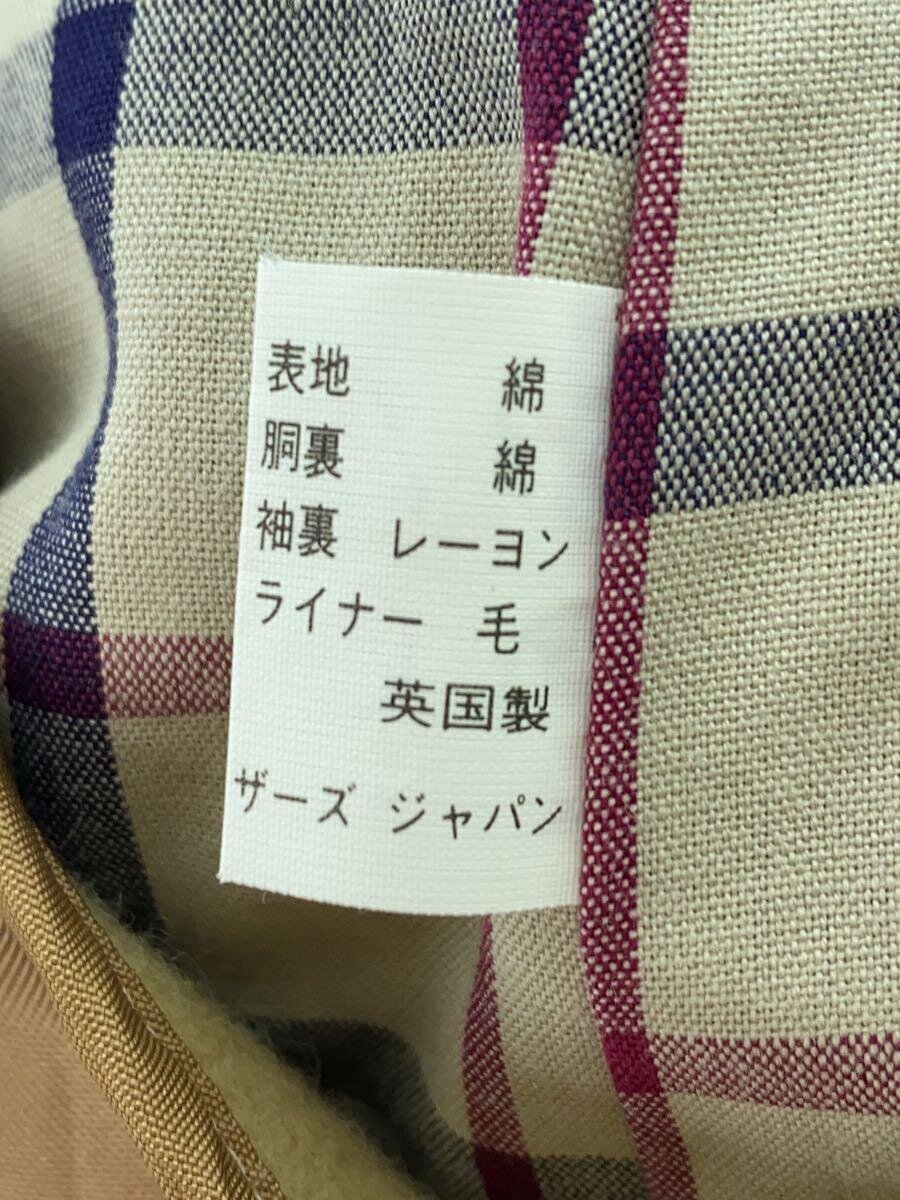 表地 綿
胴裏 綿
袖裏 レーヨン
ライナー 毛
英国製
ザーズ ジャパン